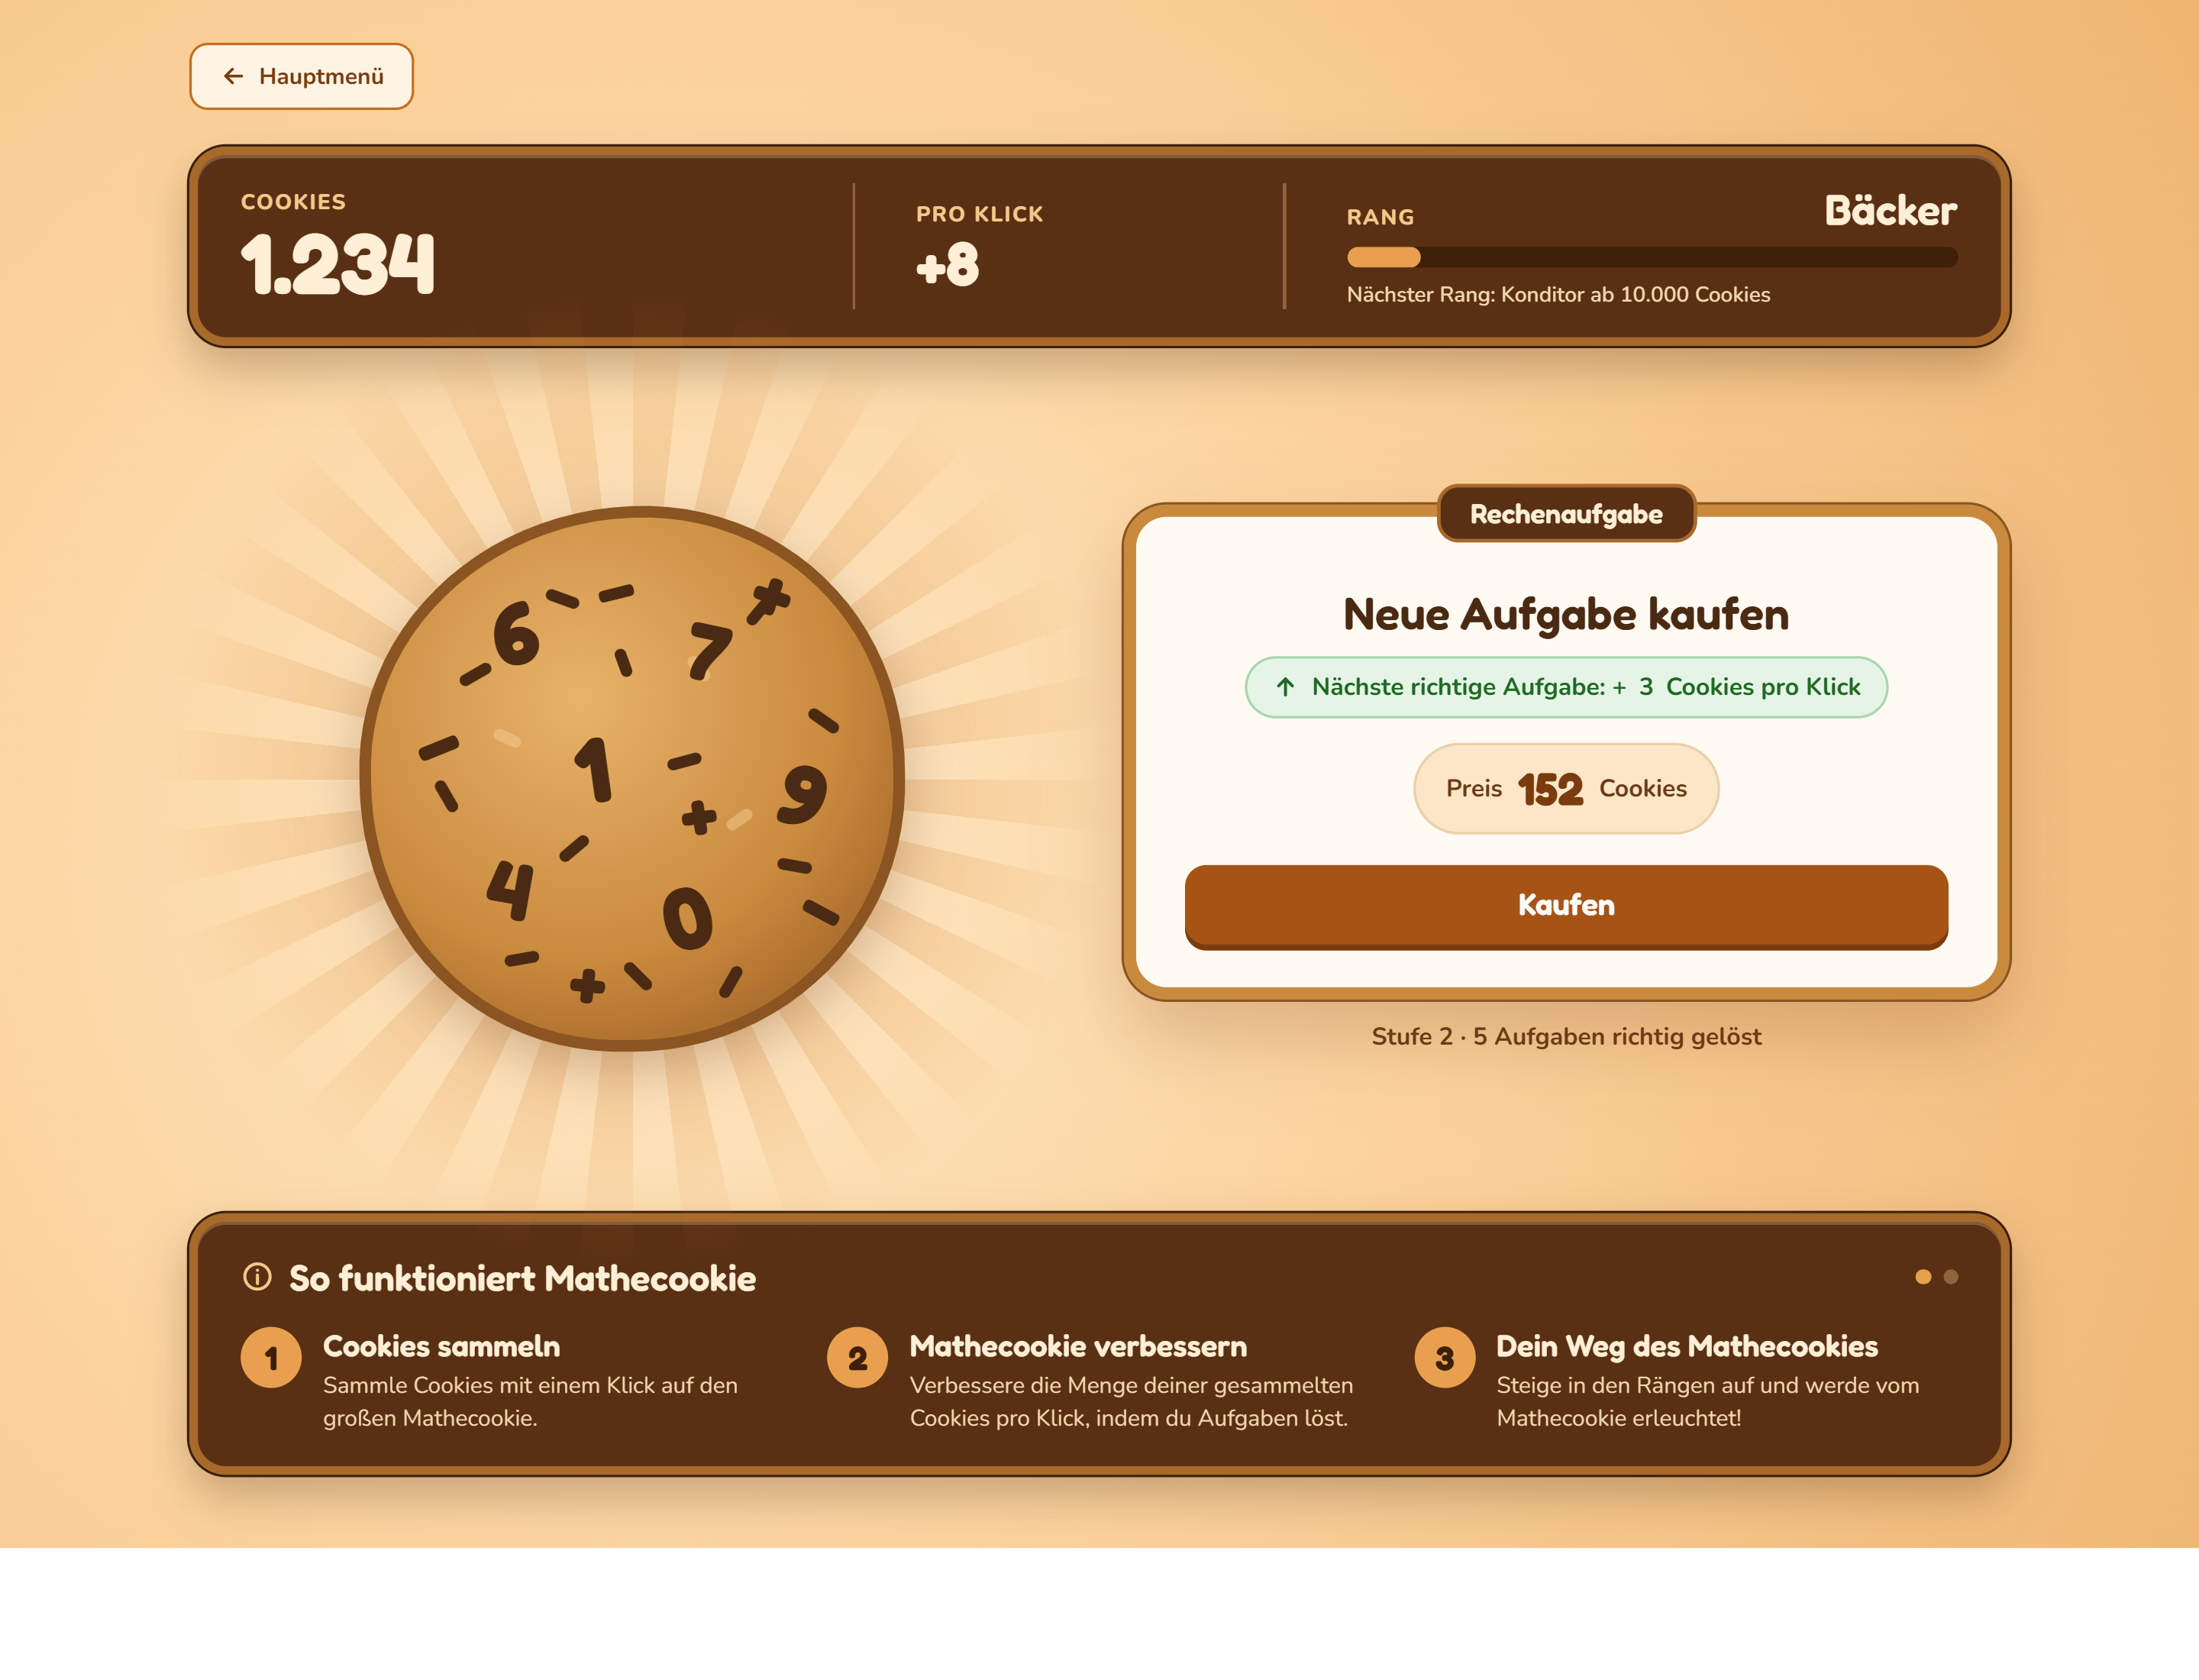 Hauptmenü
COOKIES
1.234
PRO KLICK
+8
RANG
Bäcker
Nächster Rang: Konditor ab 10.000 Cookies
6
7
+
1
9
+
4
0
+
Rechenaufgabe
Neue Aufgabe kaufen
↑ Nächste richtige Aufgabe: + 3 Cookies pro Klick
Preis 152 Cookies
Kaufen
Stufe 2 · 5 Aufgaben richtig gelöst
So funktioniert Mathecookie
1
Cookies sammeln
Sammle Cookies mit einem Klick auf den
großen Mathecookie.
2
Mathecookie verbessern
Verbessere die Menge deiner gesammelten
Cookies pro Klick, indem du Aufgaben löst.
3
Dein Weg des Mathecookies
Steige in den Rängen auf und werde vom
Mathecookie erleuchtet!